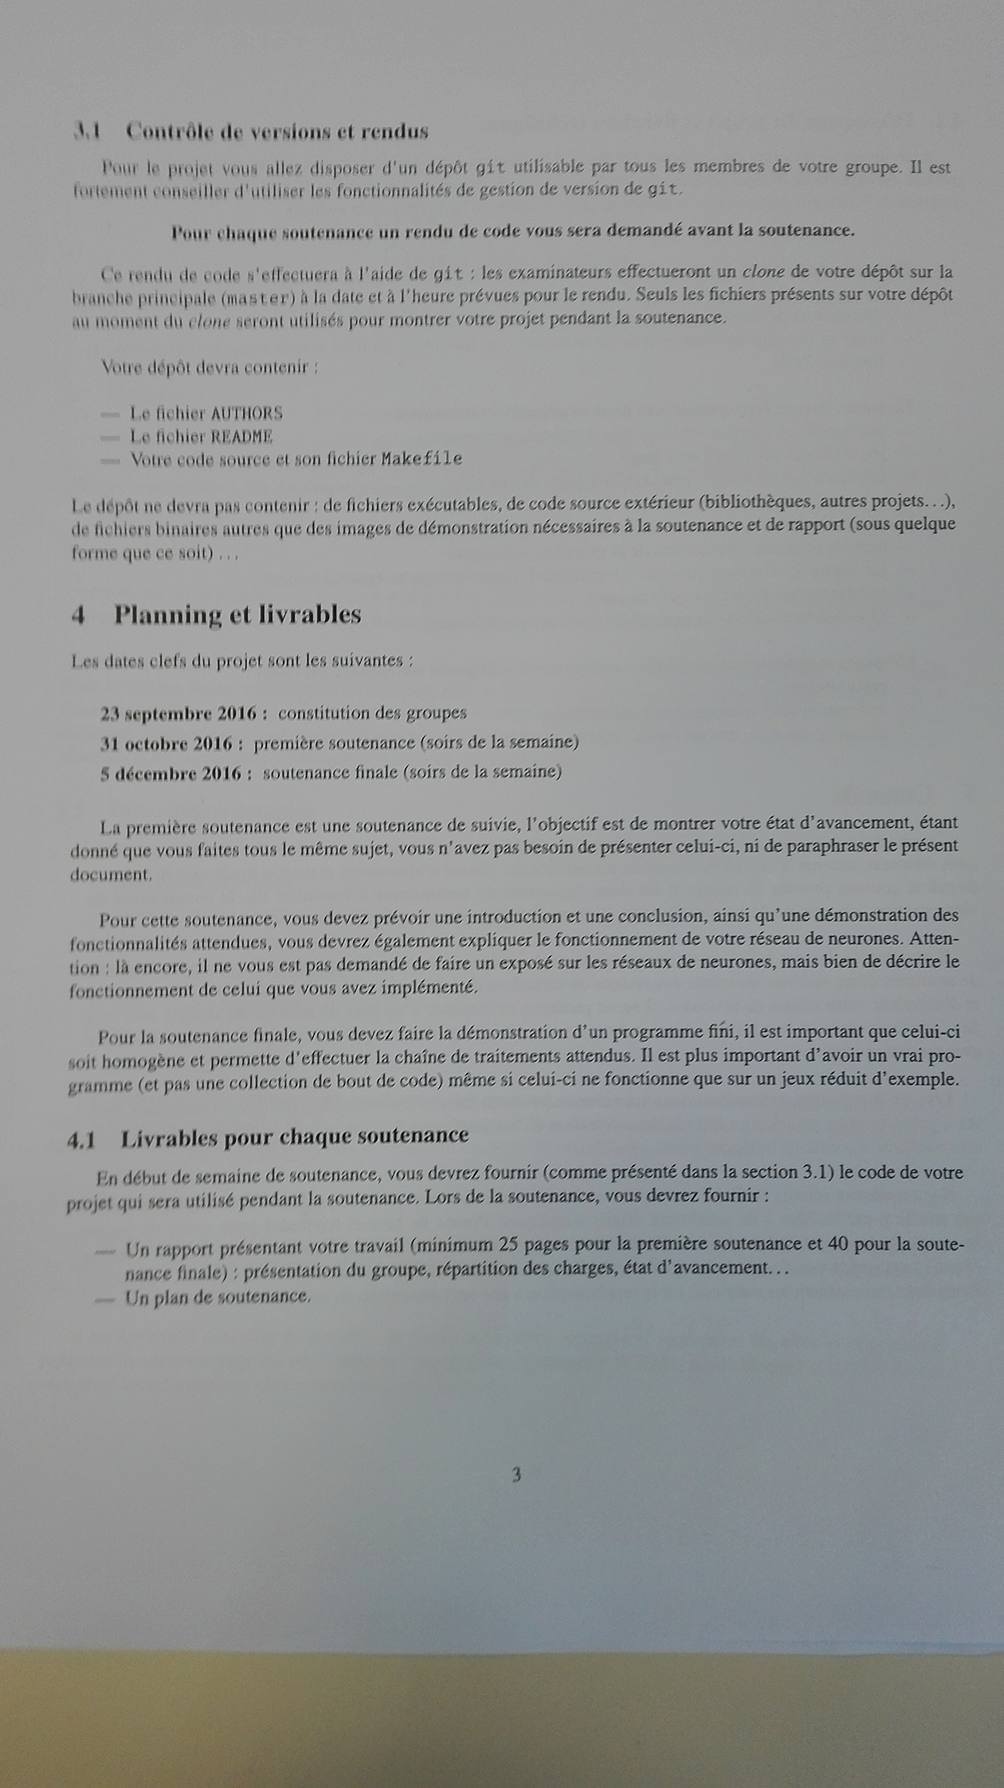 3.1 Contrôle de versions et rendus
Pour le projet vous allez disposer d'un dépôt git utilisable par tous les membres de votre groupe. Il est
fortement conseiller d'utiliser les fonctionnalités de gestion de version de git.
Pour chaque soutenance un rendu de code vous sera demandé avant la soutenance.
Ce rendu de code s'effectuera à l'aide de git : les examinateurs effectueront un clone de votre dépôt sur la
branche principale (master) à la date et à l'heure prévues pour le rendu. Seuls les fichiers présents sur votre dépôt
au moment du clone seront utilisés pour montrer votre projet pendant la soutenance.
Votre dépôt devra contenir :
— Le fichier AUTHORS
— Le fichier README
— Votre code source et son fichier Makefile
Le dépôt ne devra pas contenir : de fichiers exécutables, de code source extérieur (bibliothèques, autres projets...),
de fichiers binaires autres que des images de démonstration nécessaires à la soutenance et de rapport (sous quelque
forme que ce soit) ...
4 Planning et livrables
Les dates clefs du projet sont les suivantes :
23 septembre 2016 : constitution des groupes
31 octobre 2016 : première soutenance (soirs de la semaine)
5 décembre 2016 : soutenance finale (soirs de la semaine)
La première soutenance est une soutenance de suivie, l'objectif est de montrer votre état d'avancement, étant
donné que vous faites tous le même sujet, vous n'avez pas besoin de présenter celui-ci, ni de paraphraser le présent
document.
Pour cette soutenance, vous devez prévoir une introduction et une conclusion, ainsi qu'une démonstration des
fonctionnalités attendues, vous devrez également expliquer le fonctionnement de votre réseau de neurones. Atten-
tion : là encore, il ne vous est pas demandé de faire un exposé sur les réseaux de neurones, mais bien de décrire le
fonctionnement de celui que vous avez implémenté.
Pour la soutenance finale, vous devez faire la démonstration d'un programme fini, il est important que celui-ci
soit homogène et permette d'effectuer la chaîne de traitements attendus. Il est plus important d'avoir un vrai pro-
gramme (et pas une collection de bout de code) même si celui-ci ne fonctionne que sur un jeux réduit d'exemple.
4.1 Livrables pour chaque soutenance
En début de semaine de soutenance, vous devrez fournir (comme présenté dans la section 3.1) le code de votre
projet qui sera utilisé pendant la soutenance. Lors de la soutenance, vous devrez fournir :
— Un rapport présentant votre travail (minimum 25 pages pour la première soutenance et 40 pour la soute-
nance finale) : présentation du groupe, répartition des charges, état d'avancement...
— Un plan de soutenance.
3